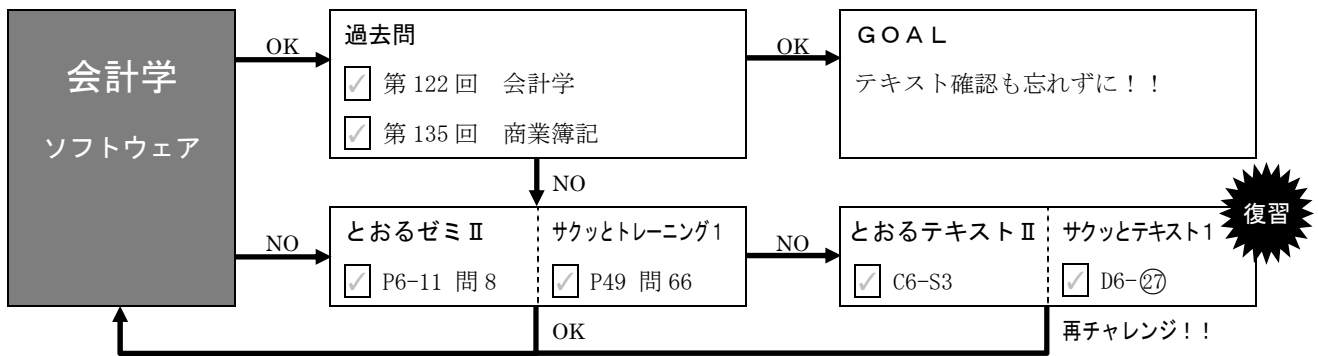 会計学
ソフトウェア
OK
過去問
✓ 第122回 会計学
✓ 第135回 商業簿記
OK
GOAL
テキスト確認も忘れずに!!
NO
NO
とおるゼミⅡ
✓ P6-11 問8
サクッとトレーニング1
✓ P49 問66
NO
とおるテキストⅡ
✓ C6-S3
サクッとテキスト1
✓ D6-㉗
復習
OK
再チャレンジ!!